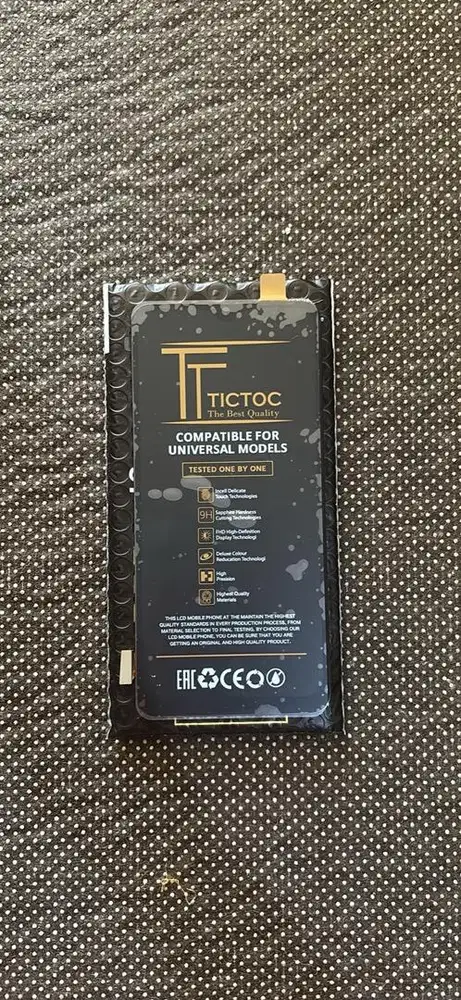 TT
TICTOC
The Best Quality
COMPATIBLE FOR
UNIVERSAL MODELS
TESTED ONE BY ONE
Incell Delicate
Touch Technologies
9H
Sapphire Hardness
Cutting Technologies
FHD High-Definition
Display Technologi
Deluxe Colour
Reducation Technologi
High
Precision
Highest Quality
Materials
THIS LCD MOBILE PHONE AT THE MAINTAIN THE HIGHEST
QUALITY STANDARDS IN EVERY PRODUCTION PROCESS, FROM
MATERIAL SELECTION TO FINAL TESTING. BY CHOOSING OUR
LCD MOBILE PHONE, YOU CAN BE SURE THAT YOU ARE
GETTING AN ORIGINAL AND HIGH QUALITY PRODUCT.
EAC CE